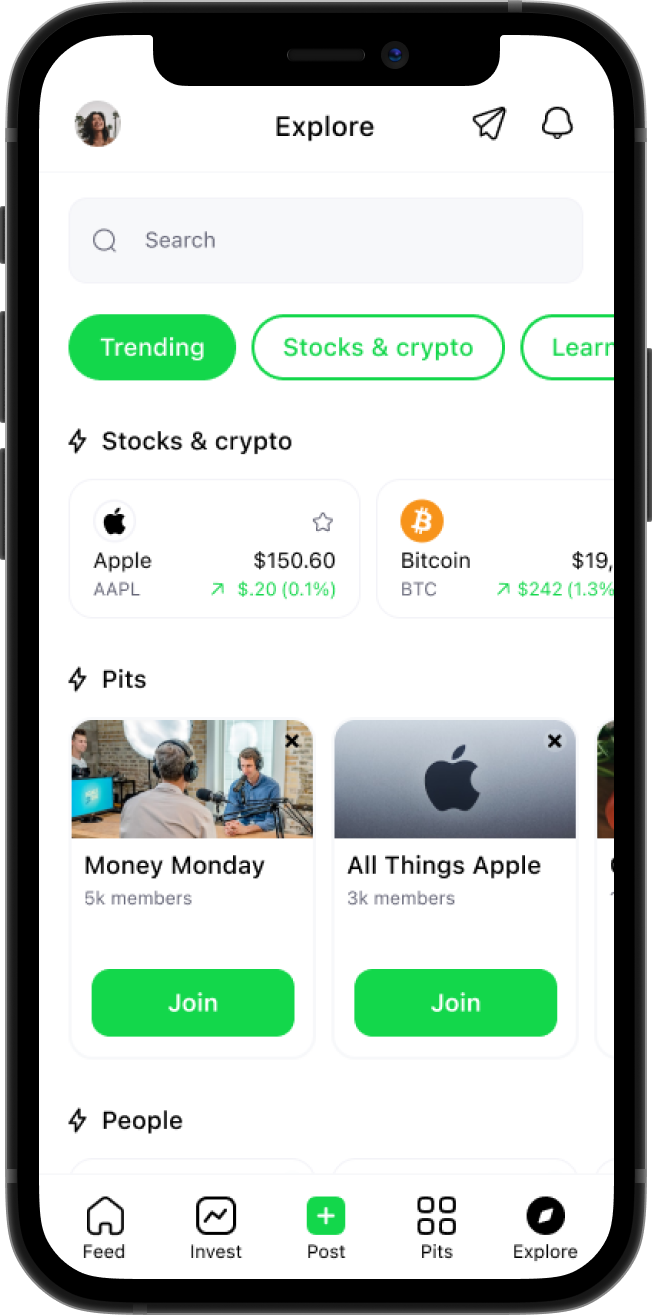 Explore
Search
Trending
Stocks & crypto
Learn
Stocks & crypto
Apple
$150.60
AAPL
$.20 (0.1%)
Bitcoin
$19,
BTC
$242 (1.3%
Pits
Money Monday
5k members
Join
All Things Apple
3k members
Join
People
Feed
Invest
Post
Pits
Explore